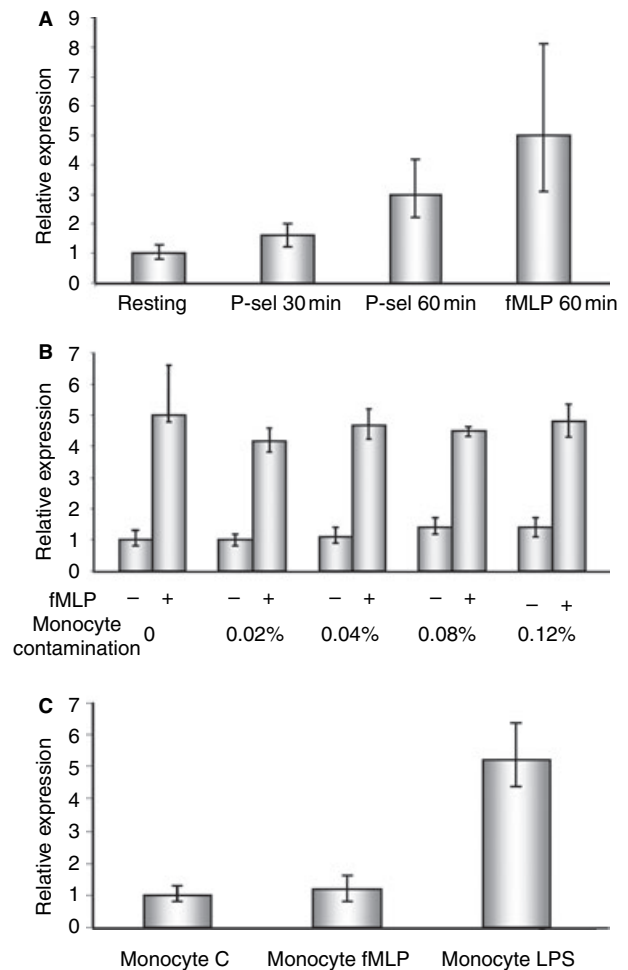 A
Relative expression
9
8
7
6
5
4
3
2
1
0
Resting P-sel 30 min P-sel 60 min fMLP 60 min
B
Relative expression
7
6
5
4
3
2
1
0
fMLP − + − + − + − + − +
Monocyte
contamination 0 0.02% 0.04% 0.08% 0.12%
C
Relative expression
7
6
5
4
3
2
1
0
Monocyte C Monocyte fMLP Monocyte LPS